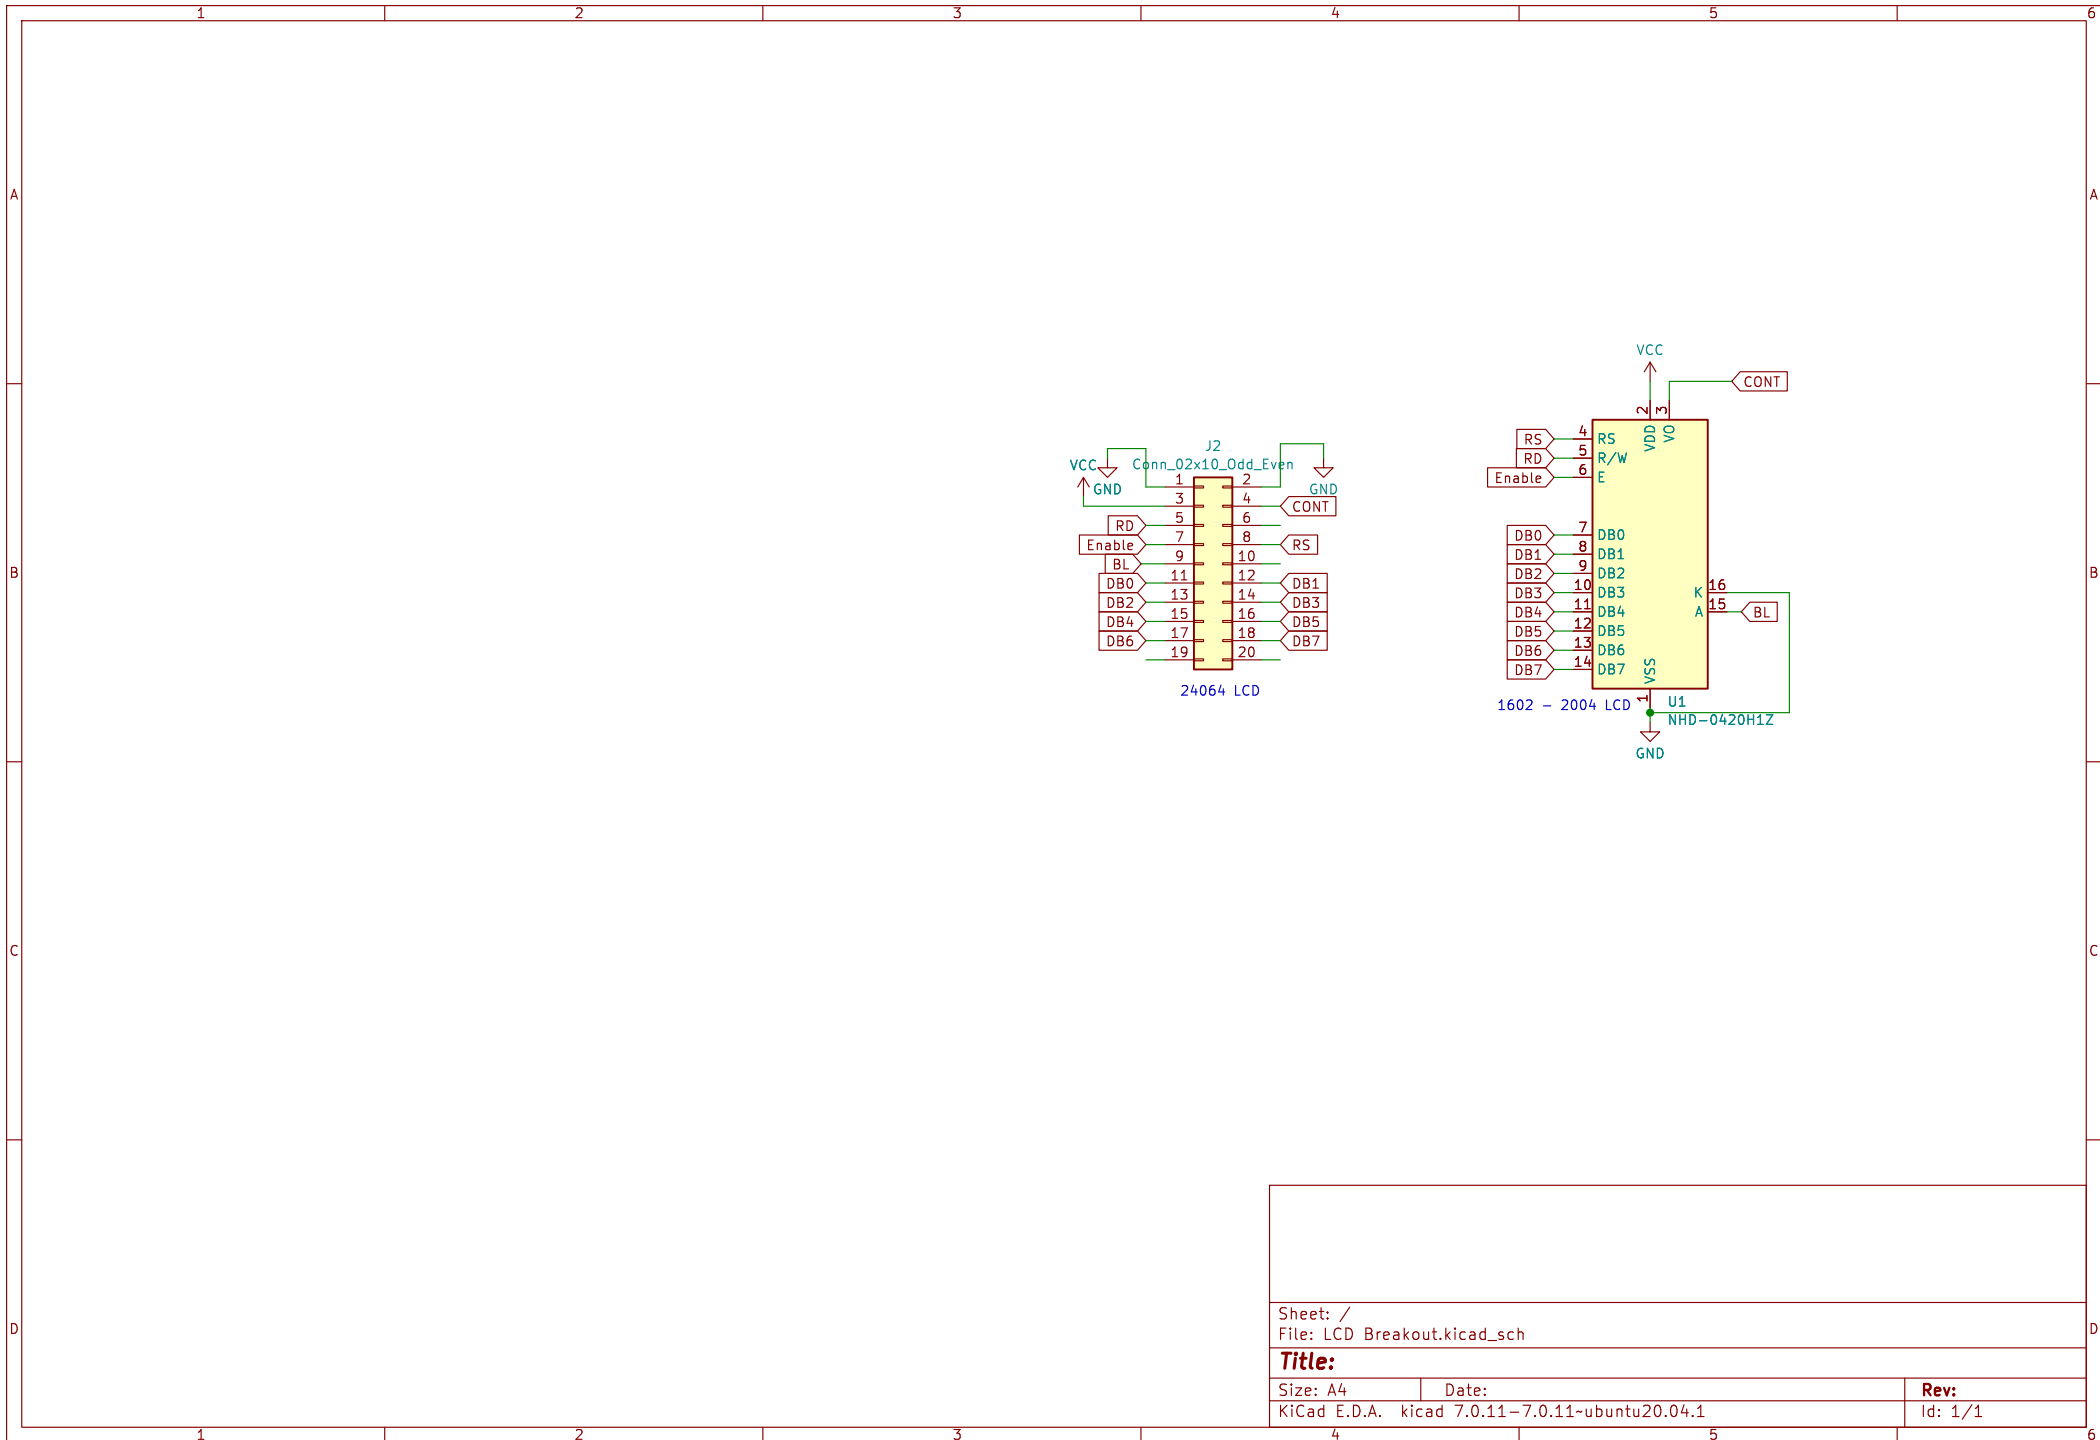 1 2 3 4 5 6
A A
VCC
CONT
2 3
VDD VO
RS 4 RS
RD 5 R/W
Enable 6 E
DB0 7 DB0
DB1 8 DB1
DB2 9 DB2
DB3 10 DB3
DB4 11 DB4
DB5 12 DB5
DB6 13 DB6
DB7 14 DB7
K 16
A 15 BL
VSS
1
U1
NHD-0420H1Z
1602 - 2004 LCD
GND
J2
Conn_02x10_Odd_Even
VCC
GND
GND
1 2
3 4 CONT
RD 5 6
Enable 7 8 RS
BL 9 10
DB0 11 12 DB1
DB2 13 14 DB3
DB4 15 16 DB5
DB6 17 18 DB7
19 20
24064 LCD
B B
C C
D D
Sheet: /
File: LCD Breakout.kicad_sch
Title:
Size: A4 Date: Rev:
KiCad E.D.A. kicad 7.0.11-7.0.11~ubuntu20.04.1 Id: 1/1
1 2 3 4 5 6